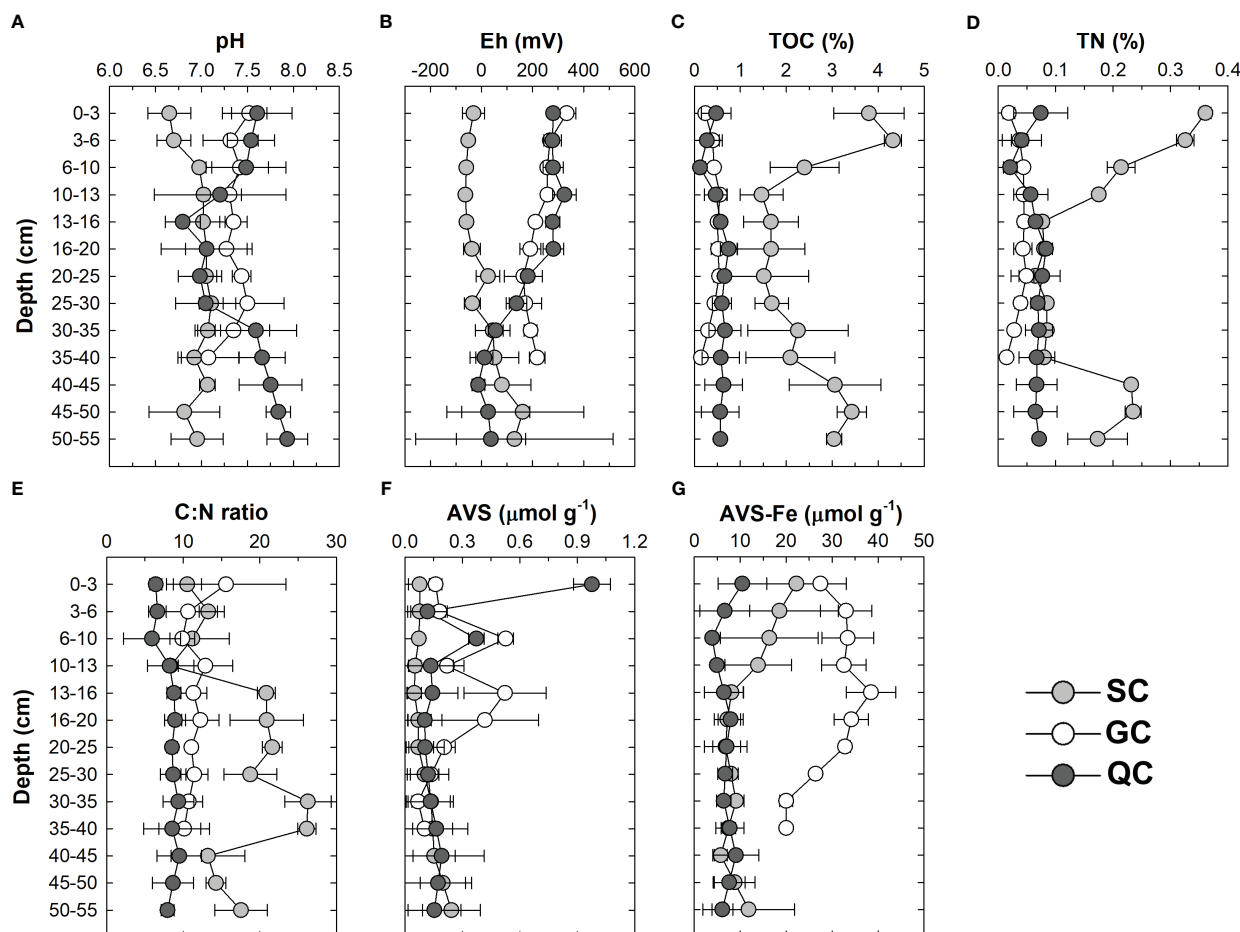 A B C D
pH Eh (mV) TOC (%) TN (%)
6.0 6.5 7.0 7.5 8.0 8.5 -200 0 200 400 600 0 1 2 3 4 5 0.0 0.1 0.2 0.3 0.4
Depth (cm)
0-3
3-6
6-10
10-13
13-16
16-20
20-25
25-30
30-35
35-40
40-45
45-50
50-55
E F G
C:N ratio AVS (μmol g-1) AVS-Fe (μmol g-1)
0 10 20 30 0.0 0.3 0.6 0.9 1.2 0 10 20 30 40 50
Depth (cm)
0-3
3-6
6-10
10-13
13-16
16-20
20-25
25-30
30-35
35-40
40-45
45-50
50-55
SC
GC
QC